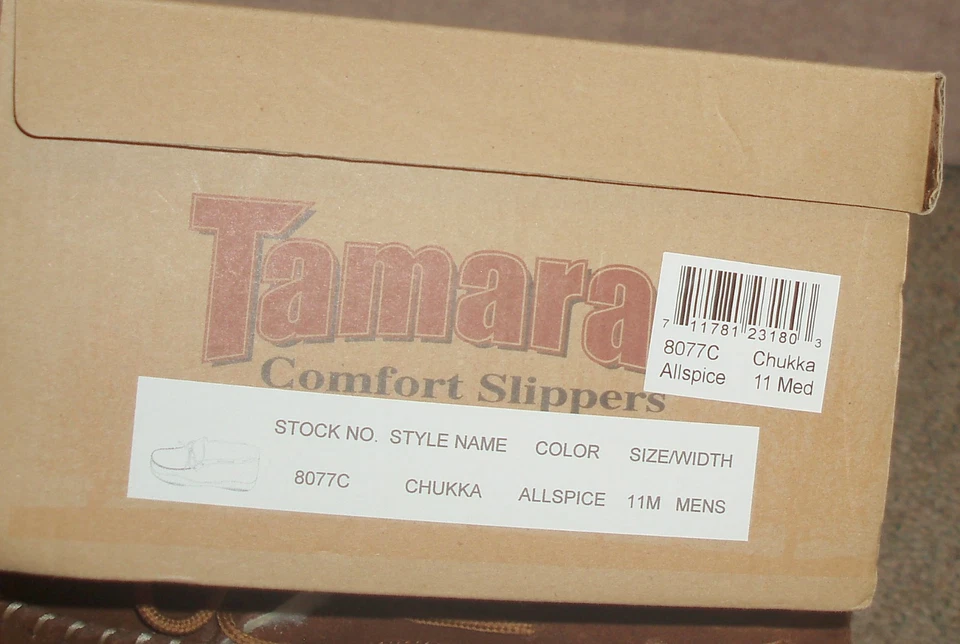 Tamara
Comfort Slippers
7 11781 23180 3
8077C Chukka
Allspice 11 Med
STOCK NO. STYLE NAME COLOR SIZE/WIDTH
8077C CHUKKA ALLSPICE 11M MENS